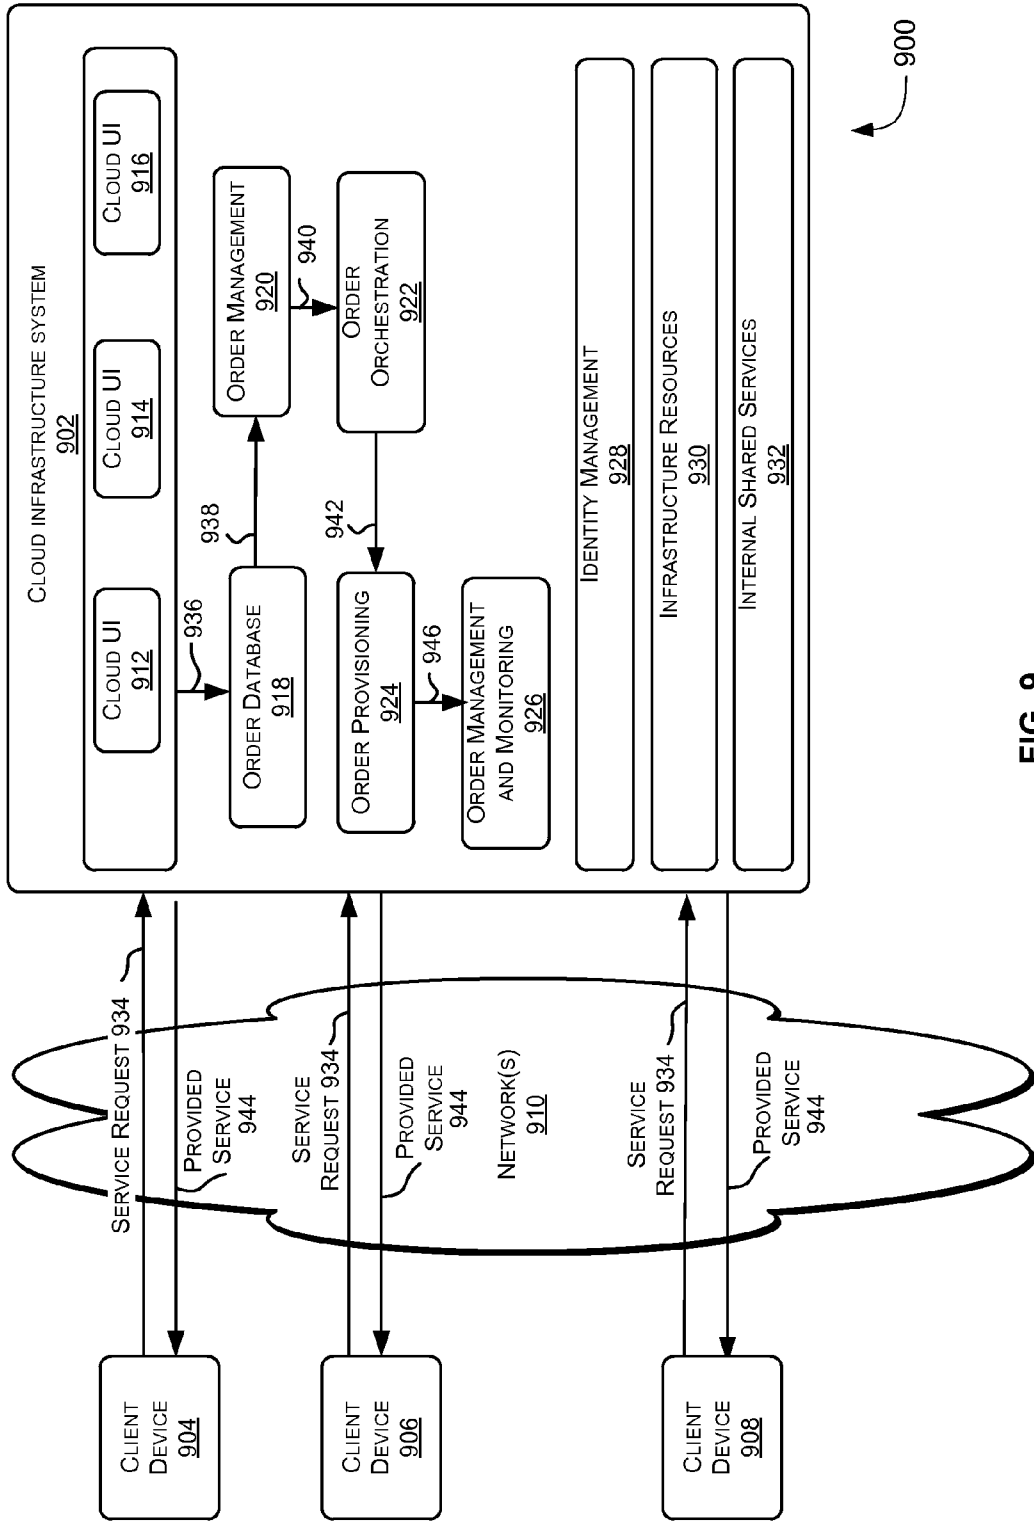 CLOUD INFRASTRUCTURE SYSTEM
902
CLOUD UI
912
CLOUD UI
914
CLOUD UI
916
936
ORDER DATABASE
918
938
ORDER MANAGEMENT
920
940
ORDER
ORCHESTRATION
922
942
ORDER PROVISIONING
924
946
ORDER MANAGEMENT
AND MONITORING
926
IDENTITY MANAGEMENT
928
INFRASTRUCTURE RESOURCES
930
INTERNAL SHARED SERVICES
932
SERVICE REQUEST 934
PROVIDED
SERVICE
944
SERVICE
REQUEST 934
PROVIDED
SERVICE
944
NETWORK(S)
910
SERVICE
REQUEST 934
PROVIDED
SERVICE
944
CLIENT
DEVICE
904
CLIENT
DEVICE
906
CLIENT
DEVICE
908
900
FIG. 9